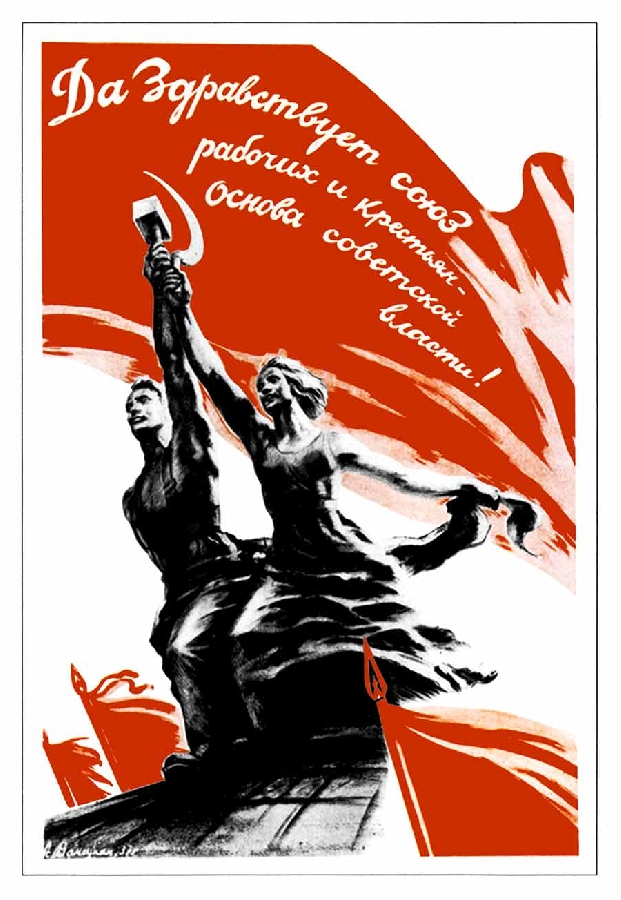 Да Здравствует союз
рабочих и крестьян-
основа советской
власти!